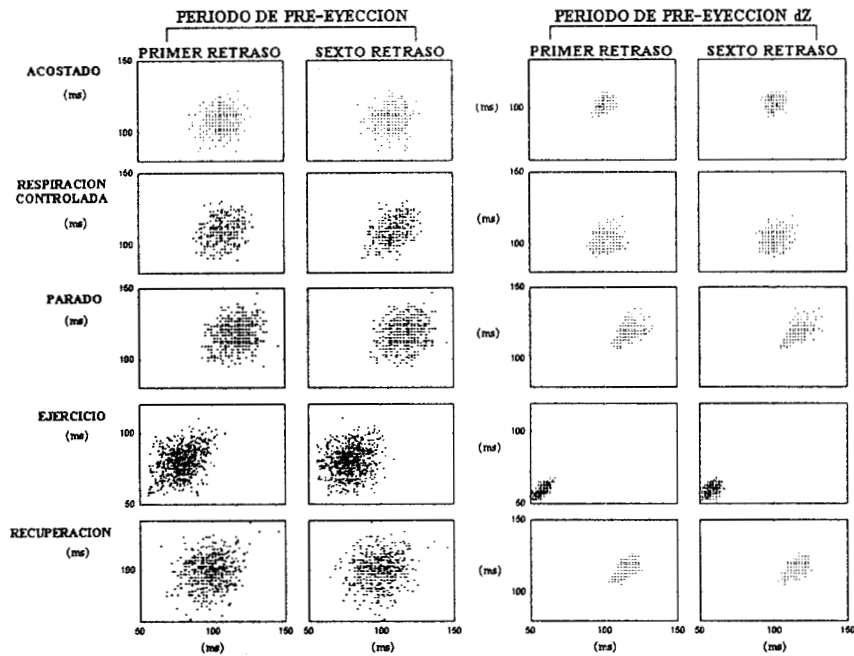 PERIODO DE PRE-EYECCION PERIODO DE PRE-EYECCION dZ
PRIMER RETRASO SEXTO RETRASO PRIMER RETRASO SEXTO RETRASO
150 150
ACOSTADO
(ms) (ms) 100
100
150 150
RESPIRACION
CONTROLADA
(ms) (ms)
100 100
150 150
PARADO
(ms) (ms)
100 100
EJERCICIO
(ms) 100 (ms) 100
50 50
150
RECUPERACION
(ms) 100 (ms)
100
50 100 150 50 100 150 50 100 150 50 100 150
(ms) (ms) (ms) (ms)